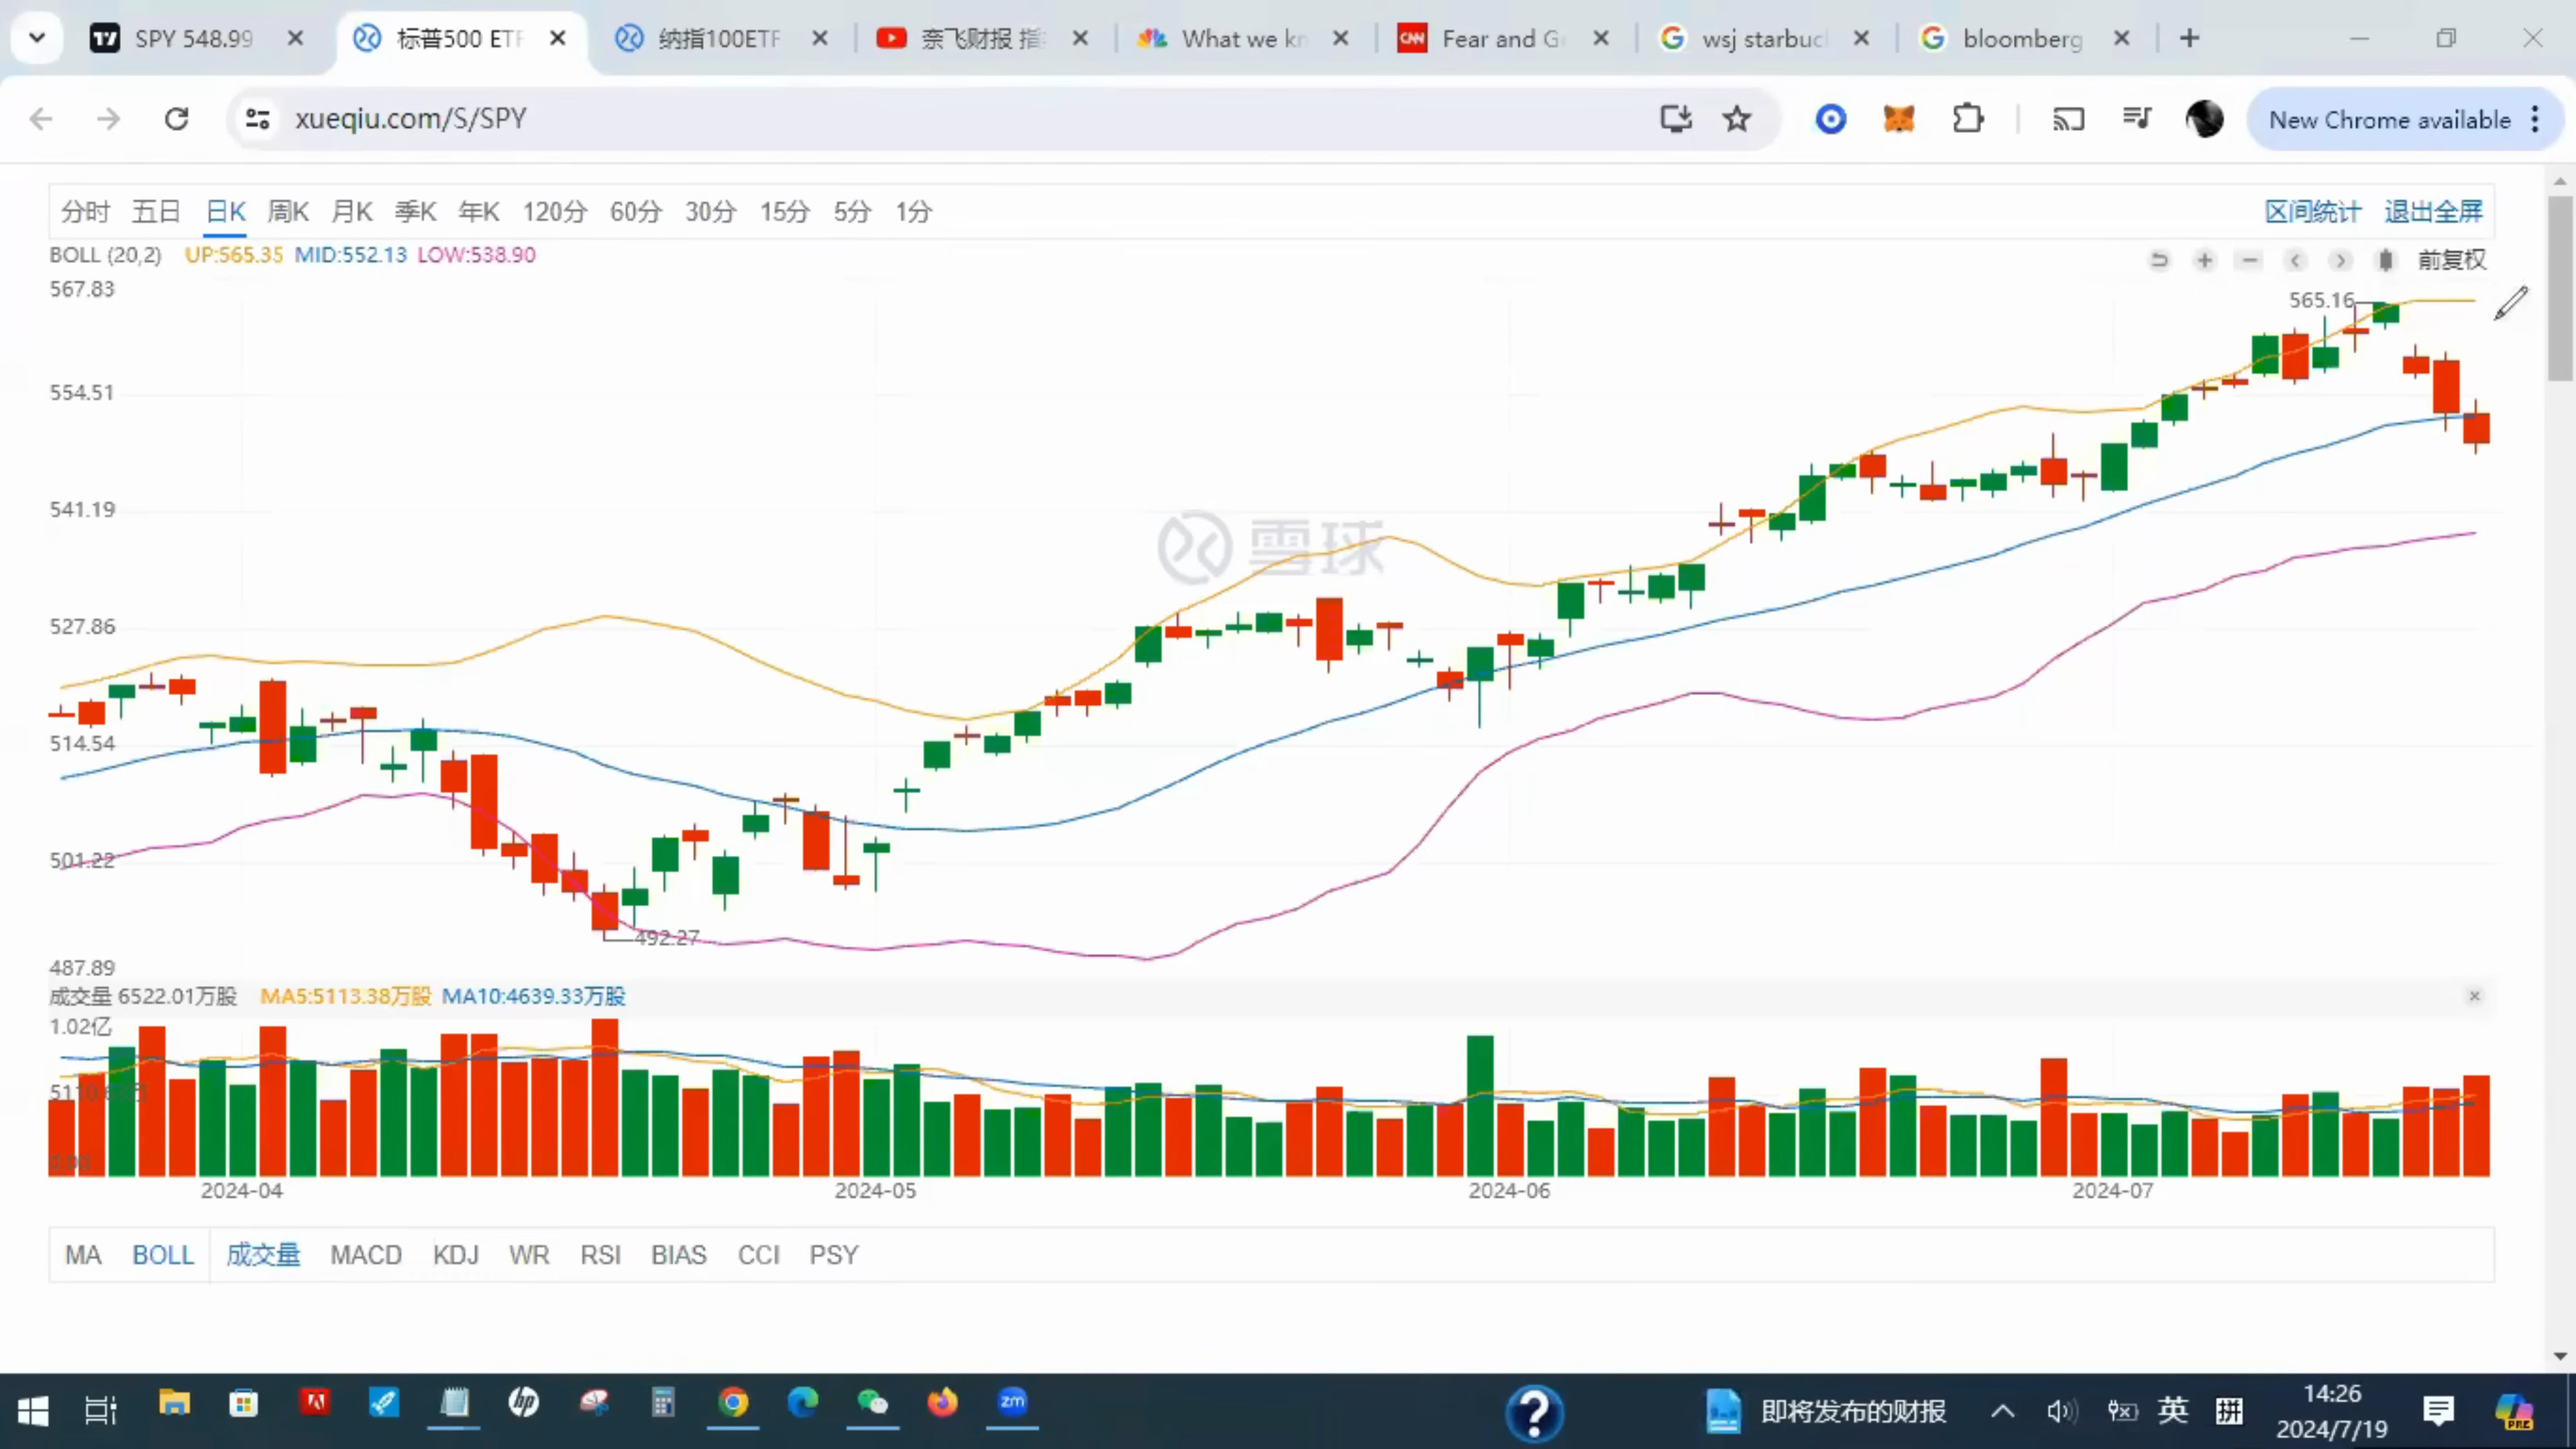 SPY 548.99
标普500 ETF
纳指100ETF
奈飞财报 指
What we kn
CNN
Fear and G
wsj starbuc
bloomberg
xueqiu.com/S/SPY
New Chrome available
分时 五日 日K 周K 月K 季K 年K 120分 60分 30分 15分 5分 1分
区间统计 退出全屏
BOLL (20,2) UP:565.35 MID:552.13 LOW:538.90
前复权
567.83
565.16
554.51
541.19
雪球
527.86
514.54
501.22
492.27
487.89
成交量 6522.01万股 MA5:5113.38万股 MA10:4639.33万股
1.02亿
2024-04
2024-05
2024-06
2024-07
MA BOLL 成交量 MACD KDJ WR RSI BIAS CCI PSY
hp
zm
即将发布的财报
英
拼
14:26
2024/7/19
PRE